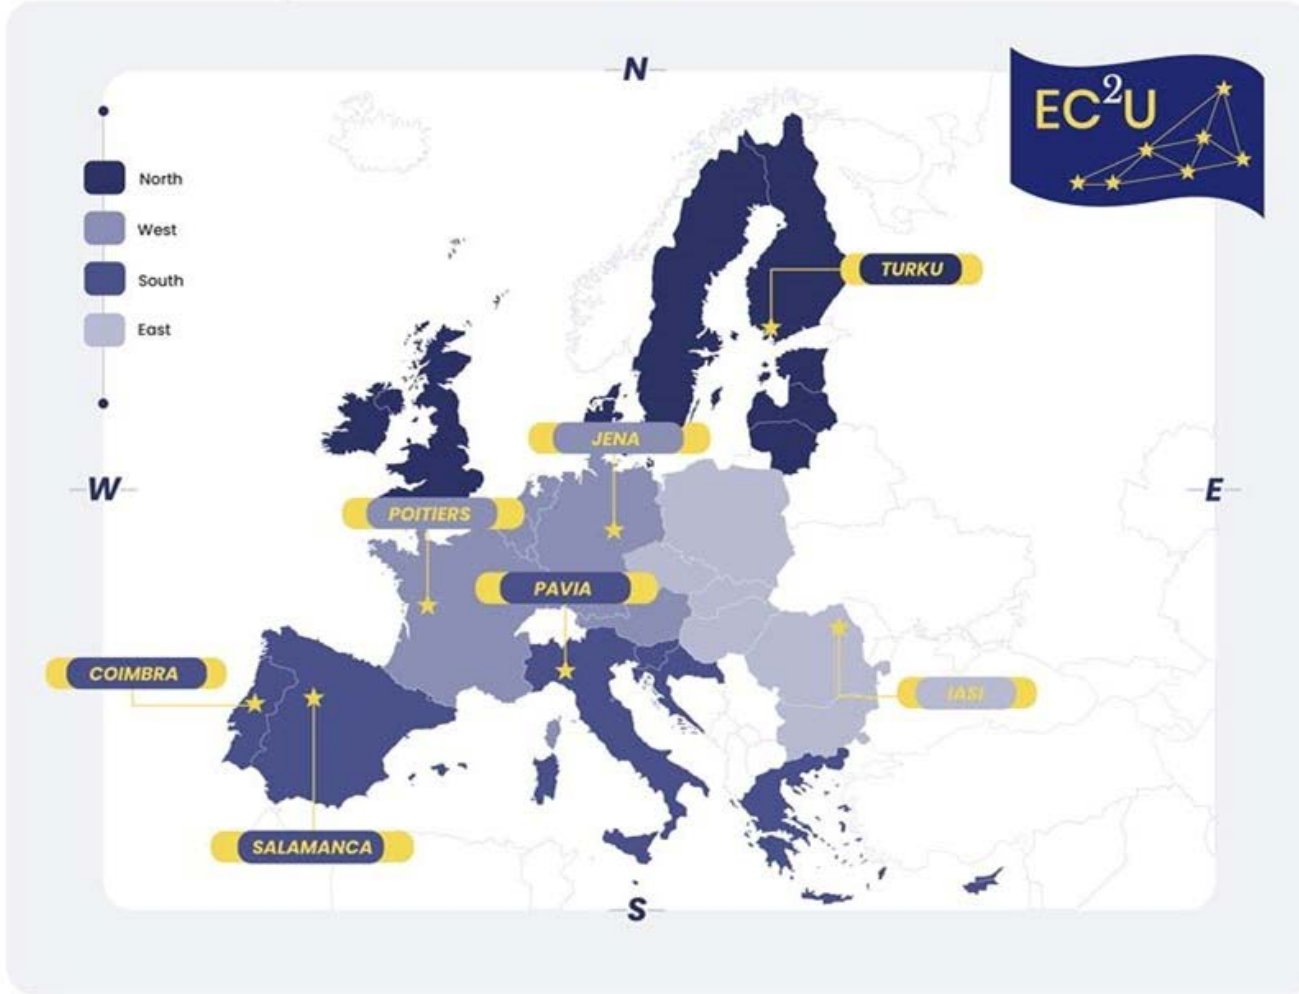 N
EC²U
North
West
South
East
TURKU
JENA
W
E
POITIERS
PAVIA
COIMBRA
IASI
SALAMANCA
S